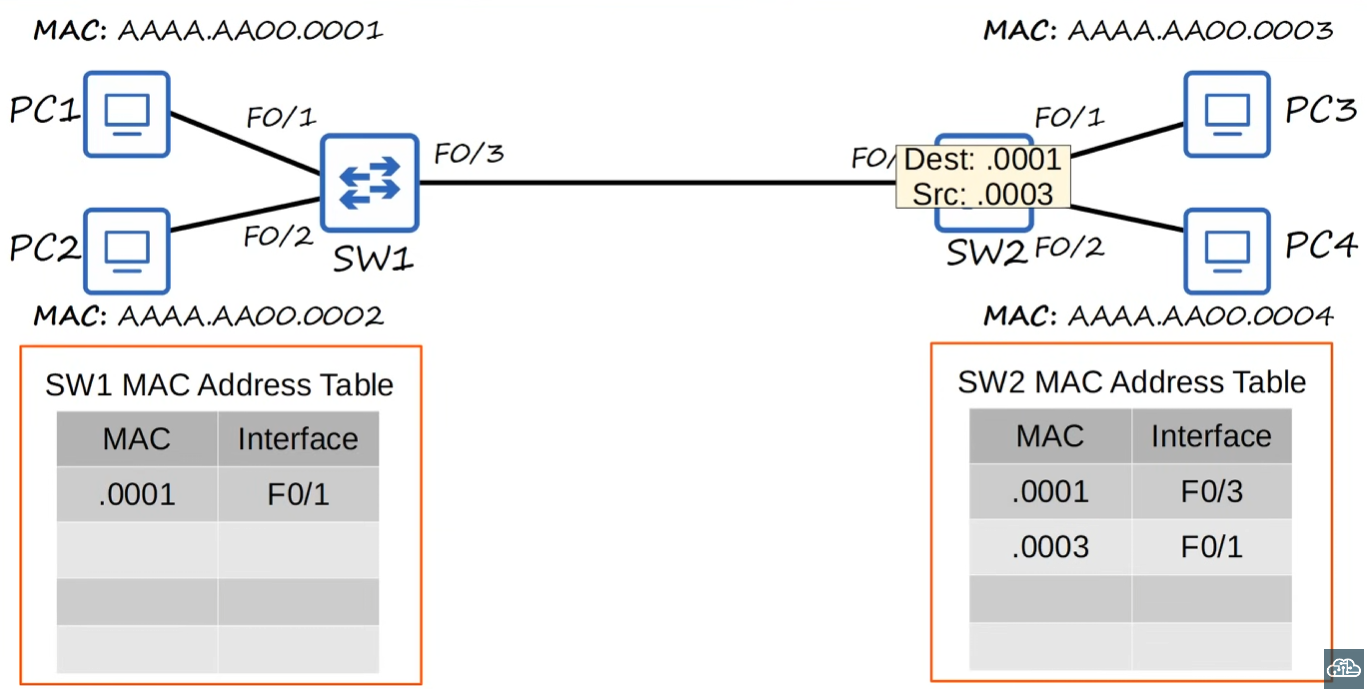 MAC: AAAA.AA00.0001
MAC: AAAA.AA00.0003
PC1
F0/1
F0/3
F0/
Dest: .0001
Src: .0003
F0/1
PC3
PC2
F0/2
SW1
SW2
F0/2
PC4
MAC: AAAA.AA00.0002
MAC: AAAA.AA00.0004
SW1 MAC Address Table
MAC Interface
.0001 F0/1
SW2 MAC Address Table
MAC Interface
.0001 F0/3
.0003 F0/1